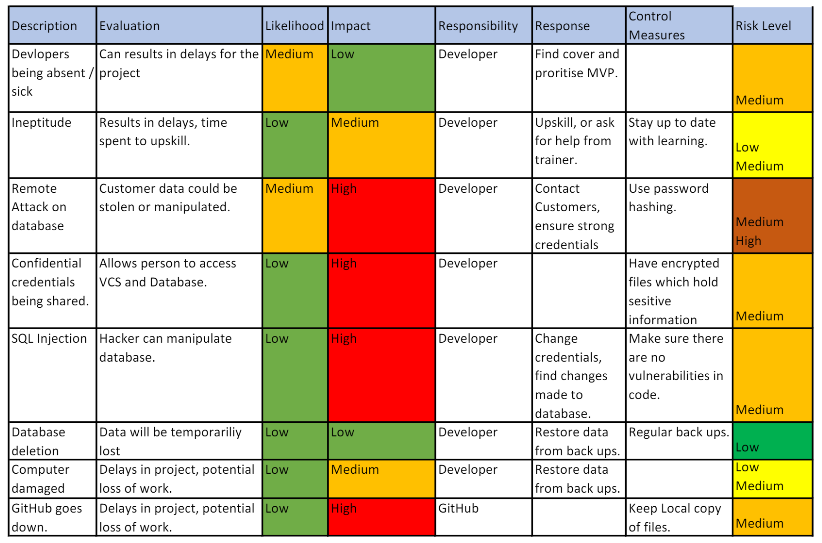 Description Evaluation Likelihood Impact Responsibility Response Control Measures Risk Level
Devlopers being absent / sick Can results in delays for the project Medium Low Developer Find cover and proritise MVP. Medium
Ineptitude Results in delays, time spent to upskill. Low Medium Developer Upskill, or ask for help from trainer. Stay up to date with learning. Low Medium
Remote Attack on database Customer data could be stolen or manipulated. Medium High Developer Contact Customers, ensure strong credentials Use password hashing. Medium High
Confidential credentials being shared. Allows person to access VCS and Database. Low High Developer Have encrypted files which hold sesitive information Medium
SQL Injection Hacker can manipulate database. Low High Developer Change credentials, find changes made to database. Make sure there are no vulnerabilities in code. Medium
Database deletion Data will be temporariliy lost Low Low Developer Restore data from back ups. Regular back ups. Low
Computer damaged Delays in project, potential loss of work. Low Medium Developer Restore data from back ups. Low Medium
GitHub goes down. Delays in project, potential loss of work. Low High GitHub Keep Local copy of files. Medium